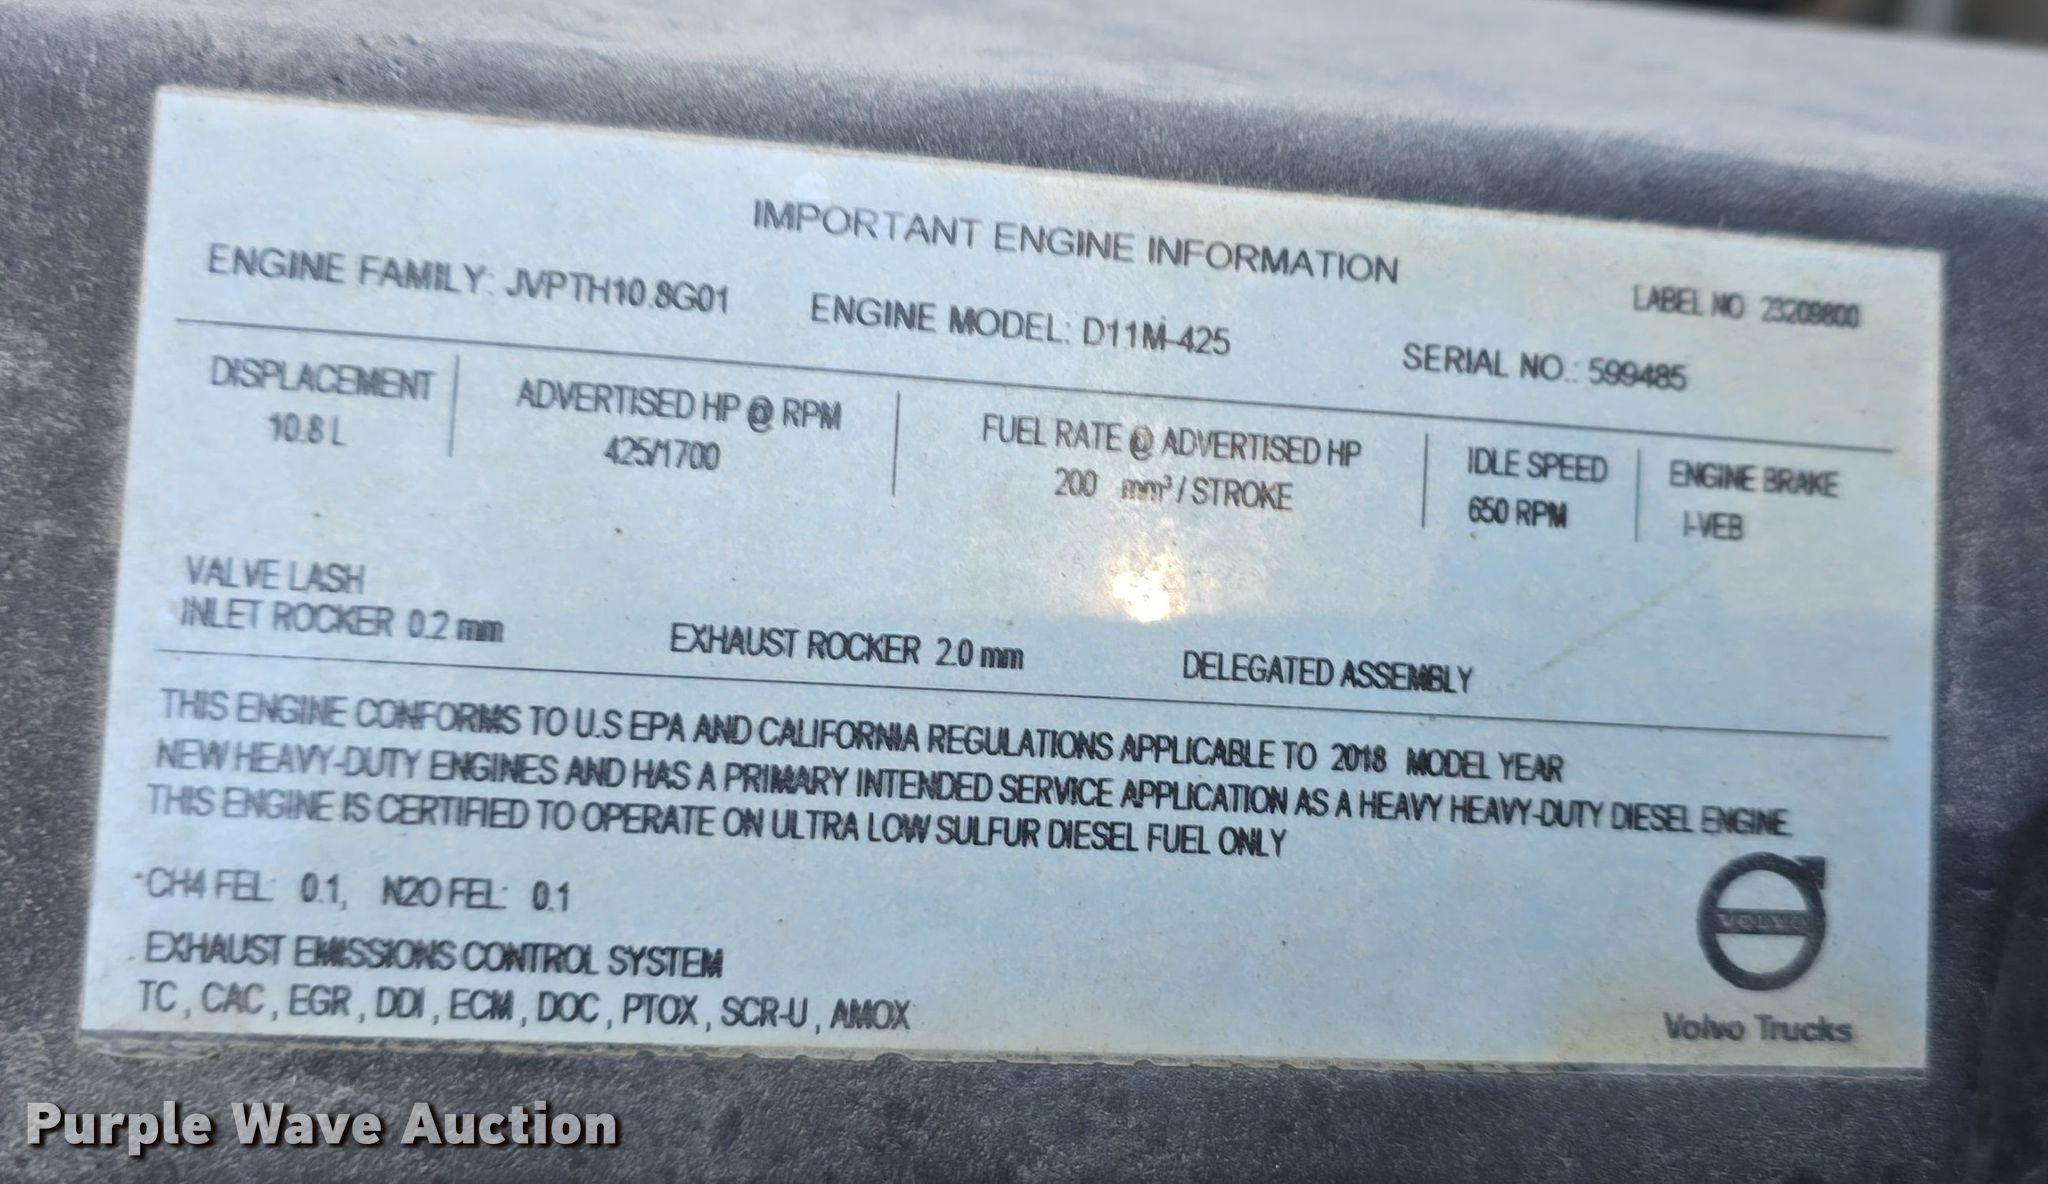 IMPORTANT ENGINE INFORMATION
LABEL NO 23209800
ENGINE FAMILY: JVPTH10.8G01 ENGINE MODEL: D11M-425 SERIAL NO.: 599485
DISPLACEMENT ADVERTISED HP @ RPM FUEL RATE @ ADVERTISED HP IDLE SPEED ENGINE BRAKE
10.8 L 425/1700 200 mm³ / STROKE 650 RPM I-VEB
VALVE LASH
INLET ROCKER 0.2 mm EXHAUST ROCKER 2.0 mm DELEGATED ASSEMBLY
THIS ENGINE CONFORMS TO U.S EPA AND CALIFORNIA REGULATIONS APPLICABLE TO 2018 MODEL YEAR
NEW HEAVY-DUTY ENGINES AND HAS A PRIMARY INTENDED SERVICE APPLICATION AS A HEAVY HEAVY-DUTY DIESEL ENGINE.
THIS ENGINE IS CERTIFIED TO OPERATE ON ULTRA LOW SULFUR DIESEL FUEL ONLY
CH4 FEL: 0.1, N2O FEL: 0.1
EXHAUST EMISSIONS CONTROL SYSTEM
TC , CAC , EGR , DDI , ECM , DOC , PTOX , SCR-U , AMOX
VOLVO
Volvo Trucks
Purple Wave Auction